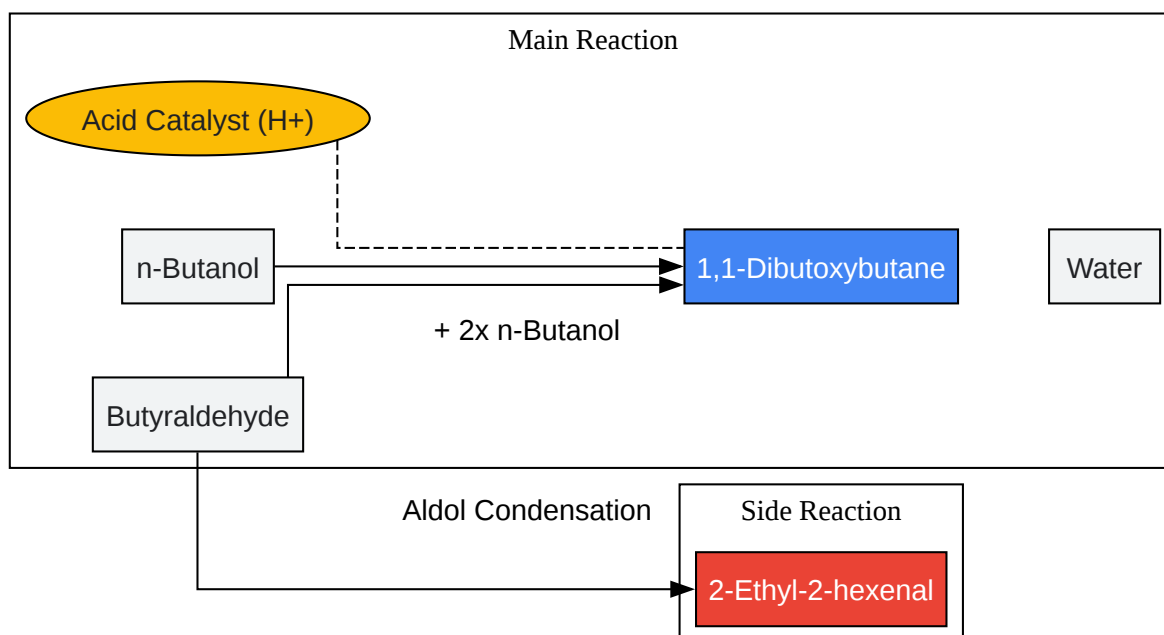 Main Reaction
Acid Catalyst (H+)
n-Butanol
1,1-Dibutoxybutane
Water
+ 2x n-Butanol
Butyraldehyde
Aldol Condensation
Side Reaction
2-Ethyl-2-hexenal